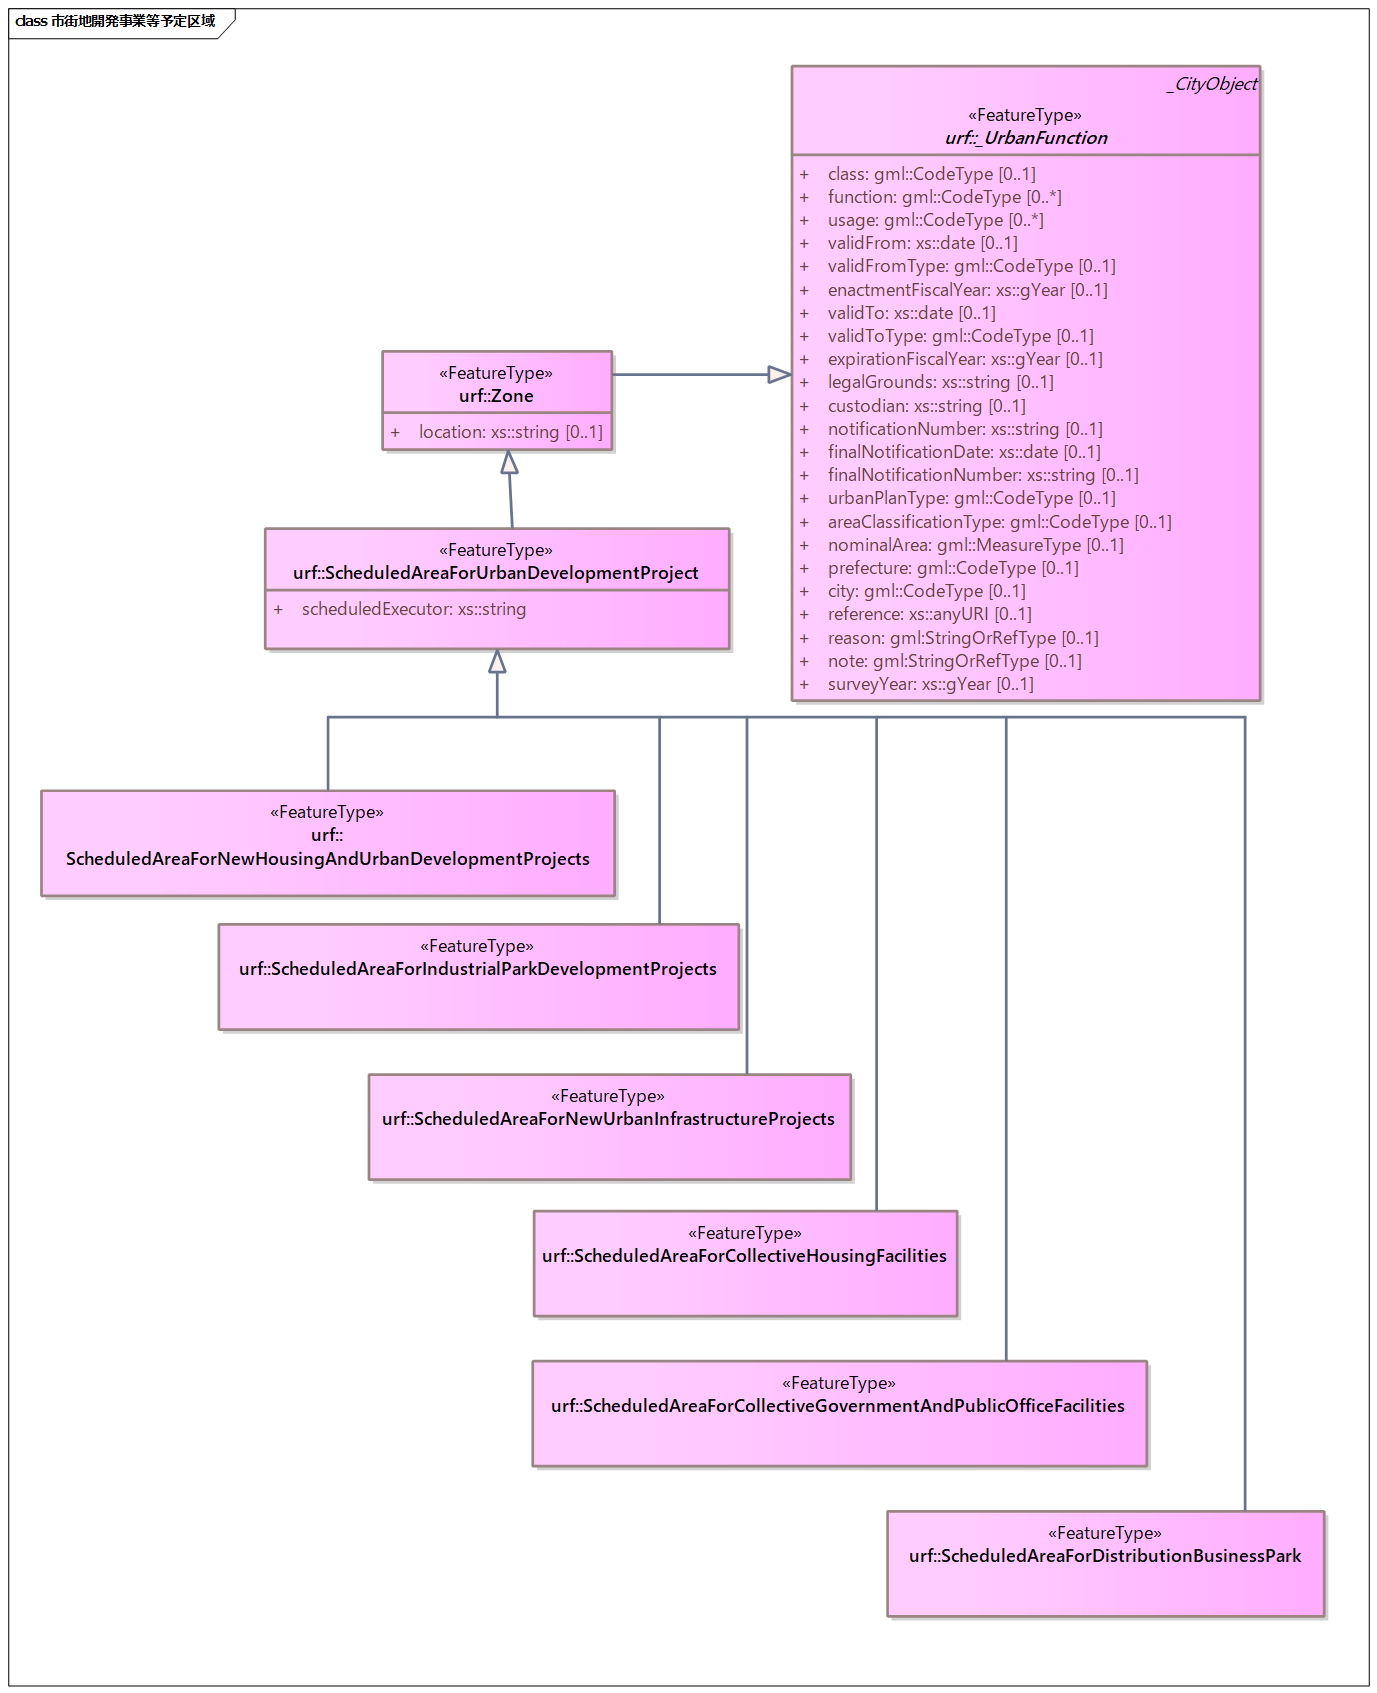 class 市街地開発事業等予定区域
_CityObject
«FeatureType»
urf::_UrbanFunction
+ class: gml::CodeType [0..1]
+ function: gml::CodeType [0..*]
+ usage: gml::CodeType [0..*]
+ validFrom: xs::date [0..1]
+ validFromType: gml::CodeType [0..1]
+ enactmentFiscalYear: xs::gYear [0..1]
+ validTo: xs::date [0..1]
+ validToType: gml::CodeType [0..1]
+ expirationFiscalYear: xs::gYear [0..1]
+ legalGrounds: xs::string [0..1]
+ custodian: xs::string [0..1]
+ notificationNumber: xs::string [0..1]
+ finalNotificationDate: xs::date [0..1]
+ finalNotificationNumber: xs::string [0..1]
+ urbanPlanType: gml::CodeType [0..1]
+ areaClassificationType: gml::CodeType [0..1]
+ nominalArea: gml::MeasureType [0..1]
+ prefecture: gml::CodeType [0..1]
+ city: gml::CodeType [0..1]
+ reference: xs::anyURI [0..1]
+ reason: gml:StringOrRefType [0..1]
+ note: gml:StringOrRefType [0..1]
+ surveyYear: xs::gYear [0..1]
«FeatureType»
urf::Zone
+ location: xs::string [0..1]
«FeatureType»
urf::ScheduledAreaForUrbanDevelopmentProject
+ scheduledExecutor: xs::string
«FeatureType»
urf::
ScheduledAreaForNewHousingAndUrbanDevelopmentProjects
«FeatureType»
urf::ScheduledAreaForIndustrialParkDevelopmentProjects
«FeatureType»
urf::ScheduledAreaForNewUrbanInfrastructureProjects
«FeatureType»
urf::ScheduledAreaForCollectiveHousingFacilities
«FeatureType»
urf::ScheduledAreaForCollectiveGovernmentAndPublicOfficeFacilities
«FeatureType»
urf::ScheduledAreaForDistributionBusinessPark